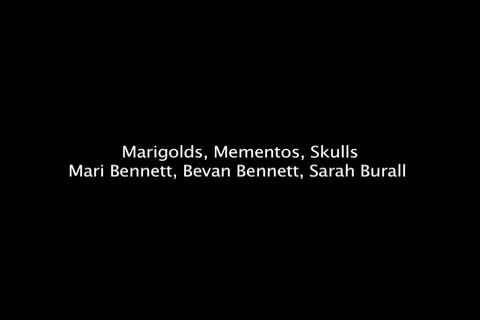 Marigolds, Mementos, Skulls
Mari Bennett, Bevan Bennett, Sarah Burall